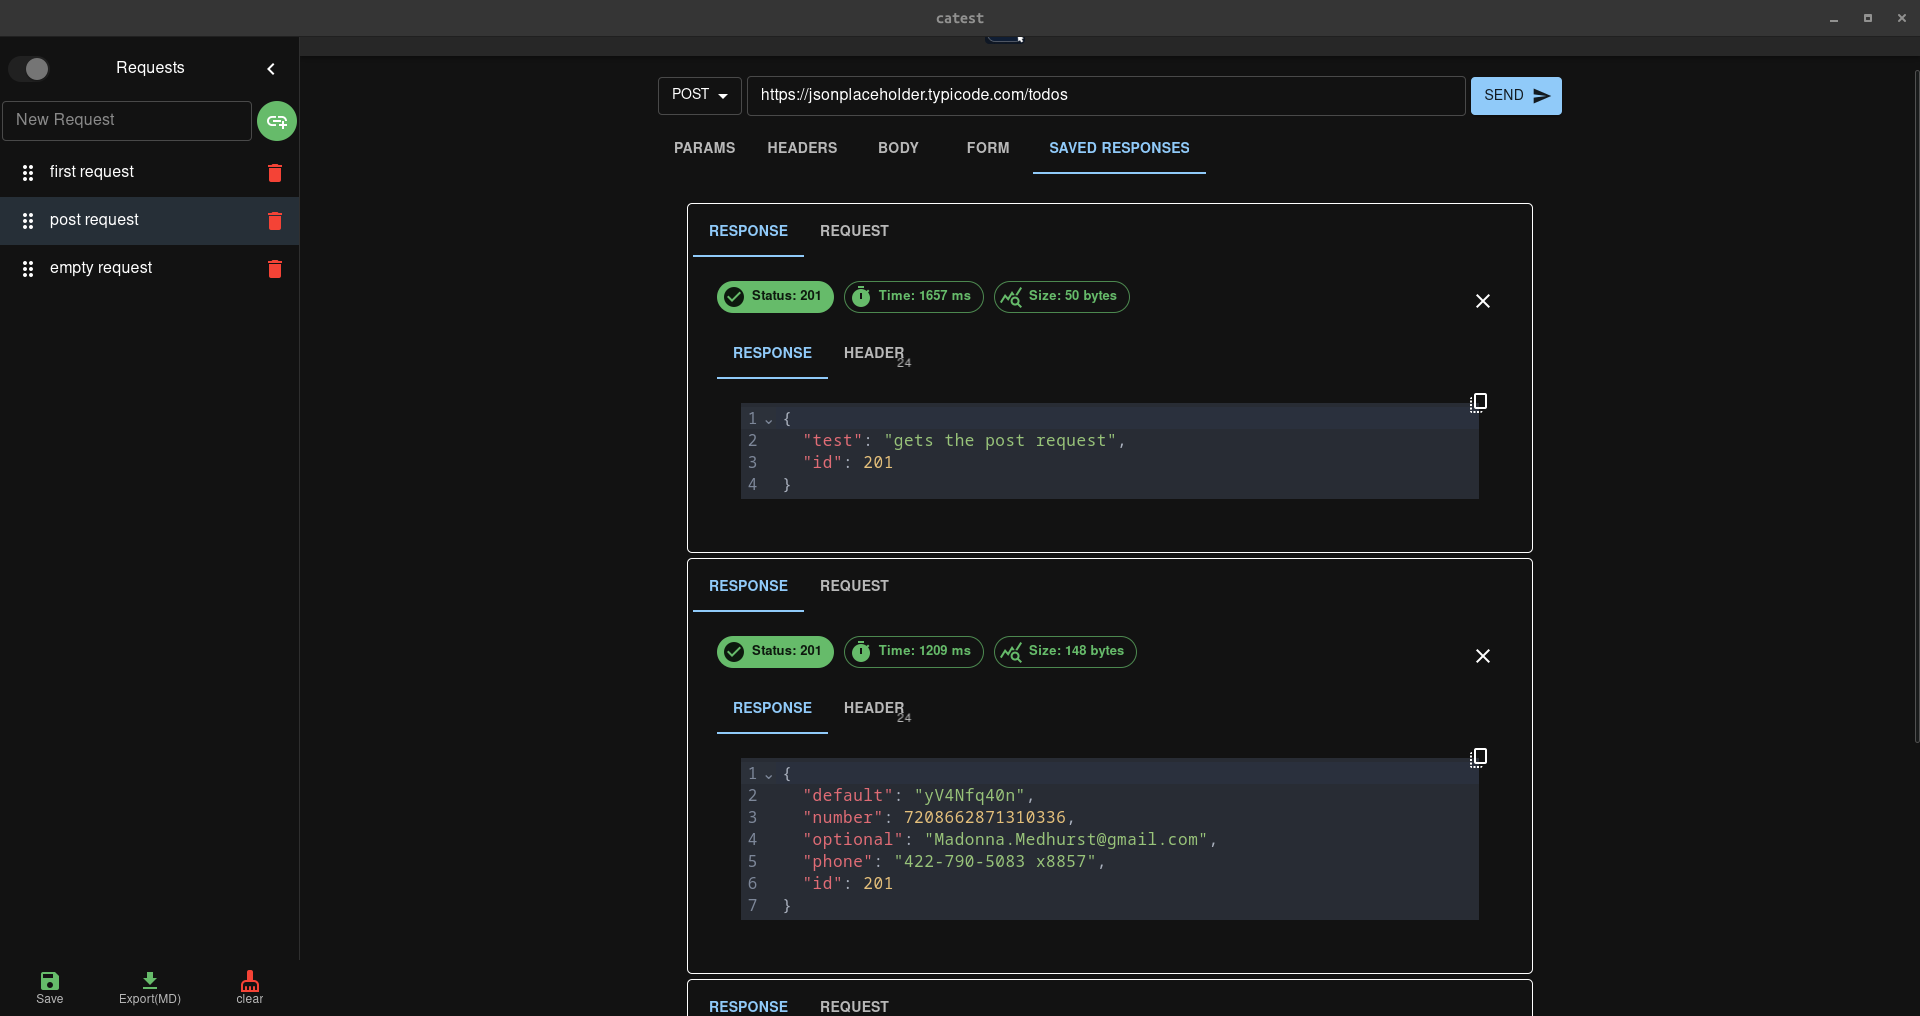 catest
Requests
New Request
first request
post request
empty request
Save
Export(MD)
clear
POST
https://jsonplaceholder.typicode.com/todos
SEND
PARAMS HEADERS BODY FORM SAVED RESPONSES
RESPONSE REQUEST
Status: 201 Time: 1657 ms Size: 50 bytes
RESPONSE HEADER 24
1 {
2 "test": "gets the post request",
3 "id": 201
4 }
RESPONSE REQUEST
Status: 201 Time: 1209 ms Size: 148 bytes
RESPONSE HEADER 24
1 {
2 "default": "yV4Nfq40n",
3 "number": 7208662871310336,
4 "optional": "Madonna.Medhurst@gmail.com",
5 "phone": "422-790-5083 x8857",
6 "id": 201
7 }
RESPONSE REQUEST